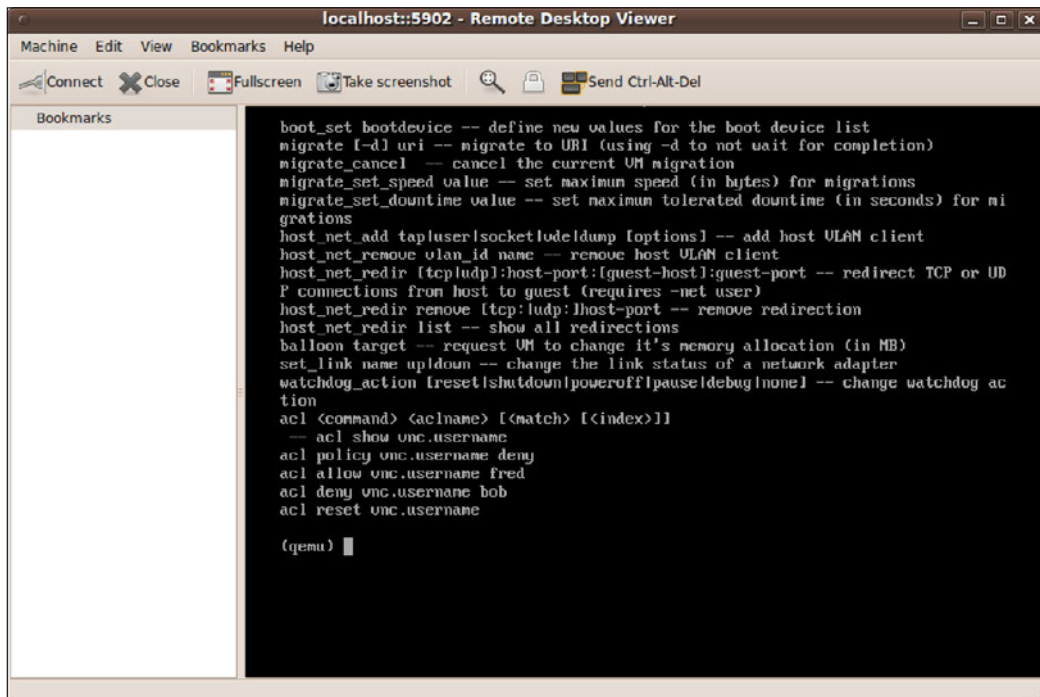 localhost::5902 - Remote Desktop Viewer
Machine Edit View Bookmarks Help
Connect Close Fullscreen Take screenshot Send Ctrl-Alt-Del
Bookmarks
boot_set bootdevice -- define new values for the boot device list
migrate [-d] uri -- migrate to URI (using -d to not wait for completion)
migrate_cancel -- cancel the current VM migration
migrate_set_speed value -- set maximum speed (in bytes) for migrations
migrate_set_downtime value -- set maximum tolerated downtime (in seconds) for mi
grations
host_net_add tap|user|socket|vde|dump [options] -- add host VLAN client
host_net_remove vlan_id name -- remove host VLAN client
host_net_redir [tcp|udp]:host-port:[guest-host]:guest-port -- redirect TCP or UD
P connections from host to guest (requires -net user)
host_net_redir remove [tcp:|udp:]host-port -- remove redirection
host_net_redir list -- show all redirections
balloon target -- request VM to change it's memory allocation (in MB)
set_link name up|down -- change the link status of a network adapter
watchdog_action [reset|shutdown|poweroff|pause|debug|none] -- change watchdog ac
tion
acl <command> <aclname> [<match> [<index>]]
-- acl show vnc.username
acl policy vnc.username deny
acl allow vnc.username fred
acl deny vnc.username bob
acl reset vnc.username
(qemu)